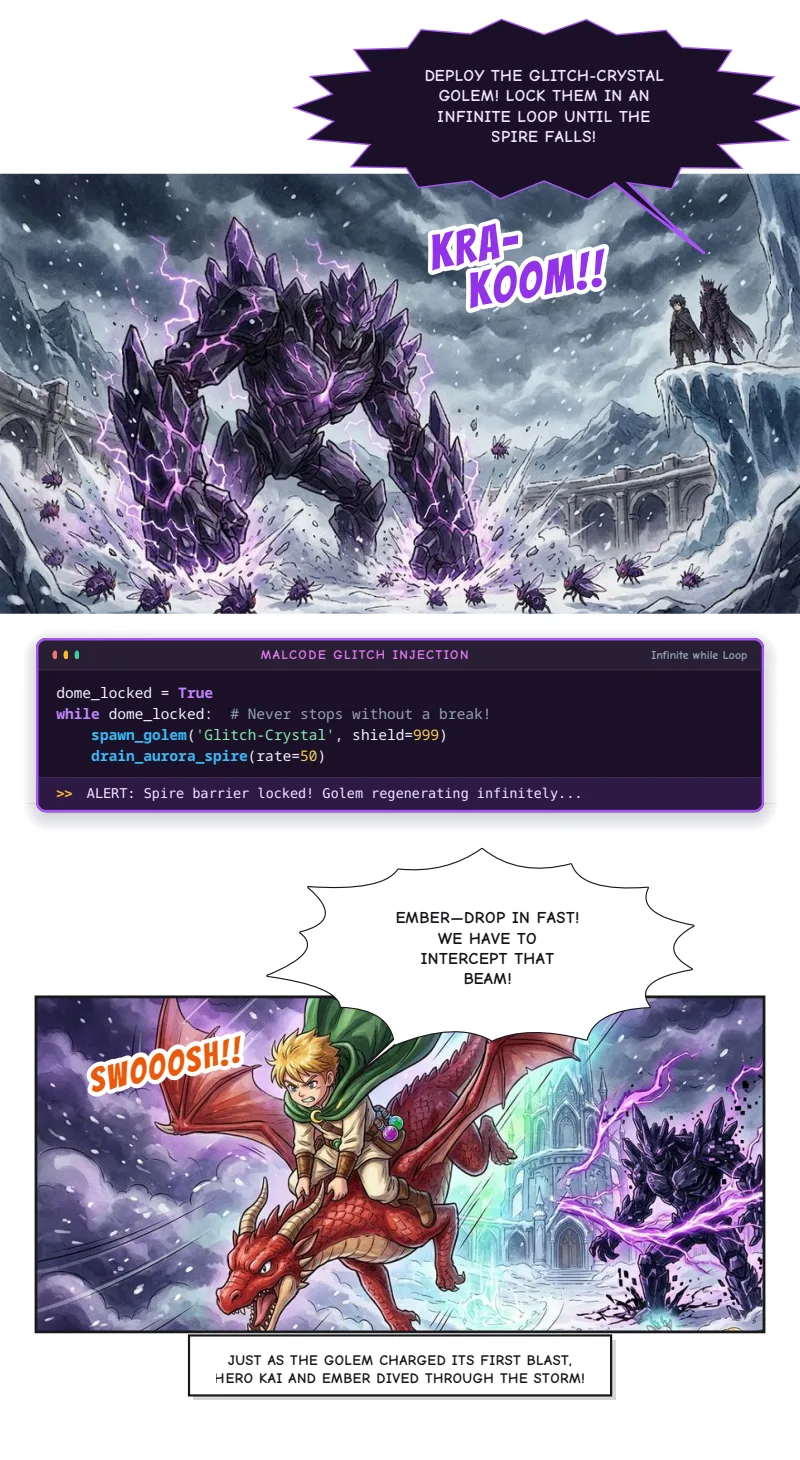 DEPLOY THE GLITCH-CRYSTAL
GOLEM! LOCK THEM IN AN
INFINITE LOOP UNTIL THE
SPIRE FALLS!
KRA-
KOOM!!
MALCODE GLITCH INJECTION
Infinite while Loop
dome_locked = True
while dome_locked:  # Never stops without a break!
    spawn_golem('Glitch-Crystal', shield=999)
    drain_aurora_spire(rate=50)
>> ALERT: Spire barrier locked! Golem regenerating infinitely...
EMBER—DROP IN FAST!
WE HAVE TO
INTERCEPT THAT
BEAM!
SWOOOSH!!
JUST AS THE GOLEM CHARGED ITS FIRST BLAST,
HERO KAI AND EMBER DIVED THROUGH THE STORM!